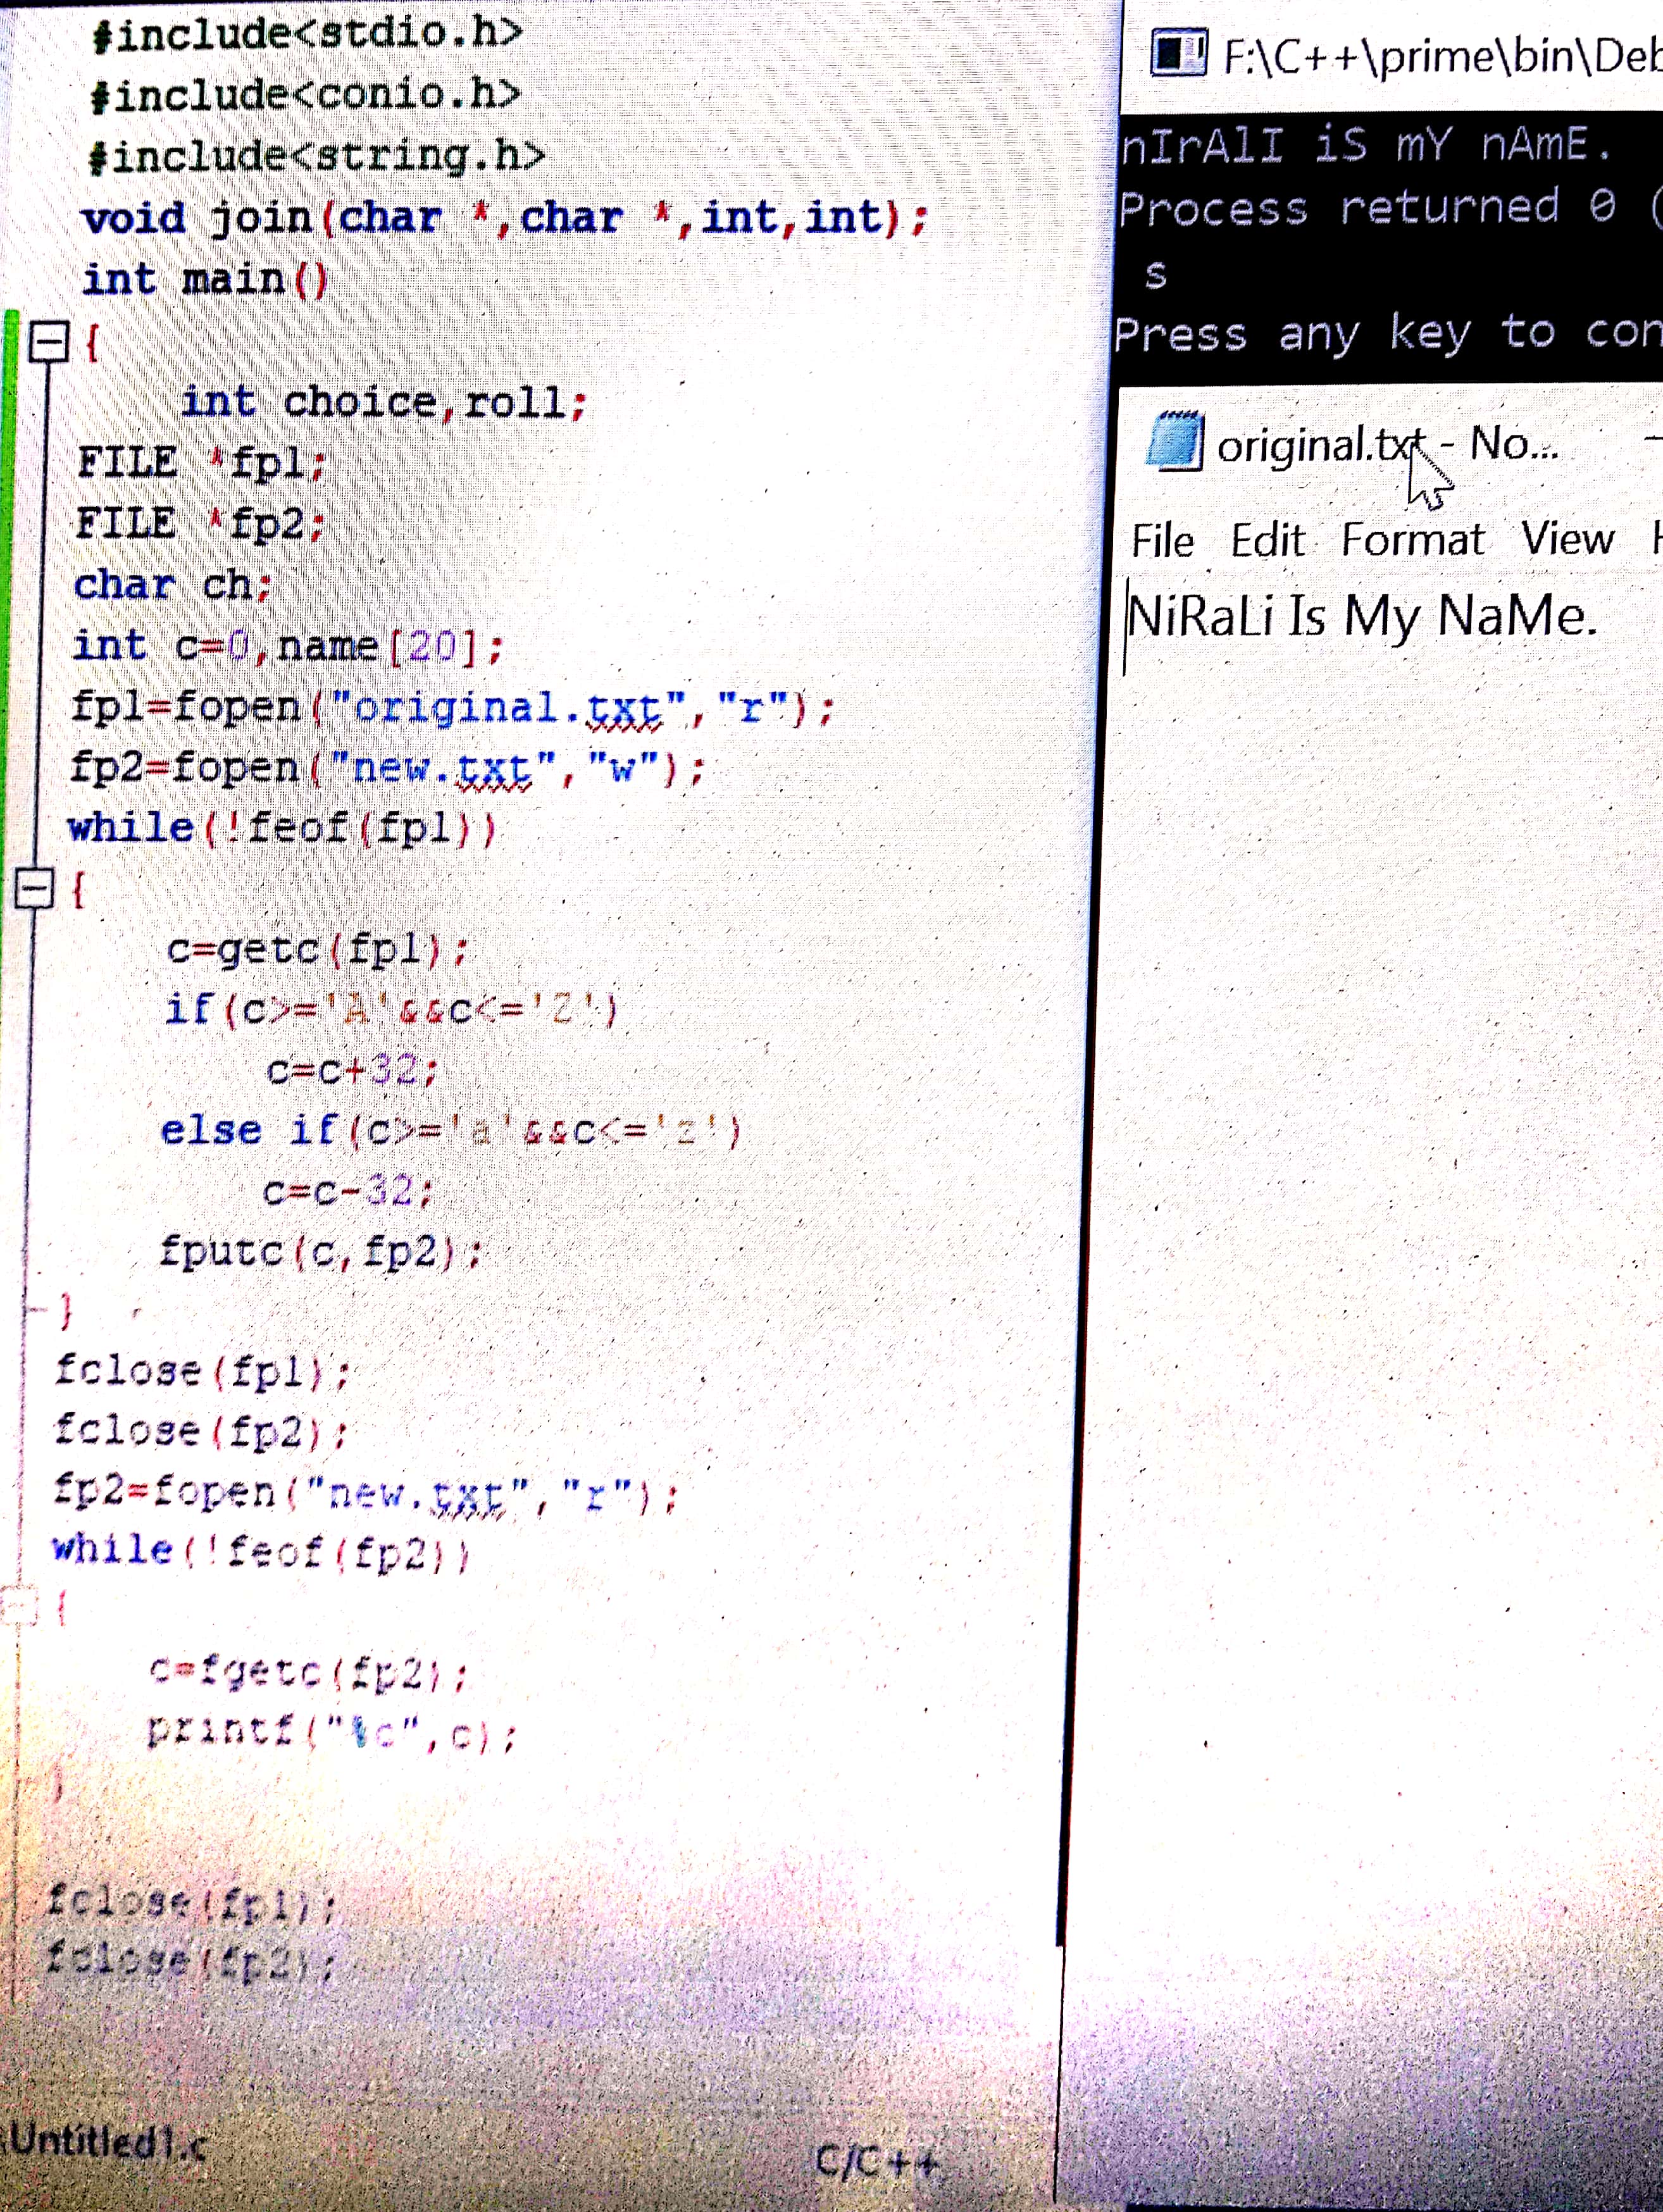 #include<stdio.h>
#include<conio.h>
#include<string.h>
void join(char *,char *,int,int);
int main()
{
int choice,roll;
FILE *fp1;
FILE *fp2;
char ch;
int c=0,name[20];
fp1=fopen("original.txt","r");
fp2=fopen("new.txt","w");
while(!feof(fp1))
{
c=getc(fp1);
if(c>='A'&&c<='Z')
c=c+32;
else if(c>='a'&&c<='z')
c=c-32;
fputc(c,fp2);
}
fclose(fp1);
fclose(fp2);
fp2=fopen("new.txt","r");
while(!feof(fp2))
{
c=fgetc(fp2);
printf("%c",c);
}
fclose(fp1);
fclose(fp2);
Untitled1.c
C/C++
F:\C++\prime\bin\Deb
nIrAlI iS mY nAmE.
Process returned 0 (
s
Press any key to con
original.txt - No...
File Edit Format View
NiRaLi Is My NaMe.